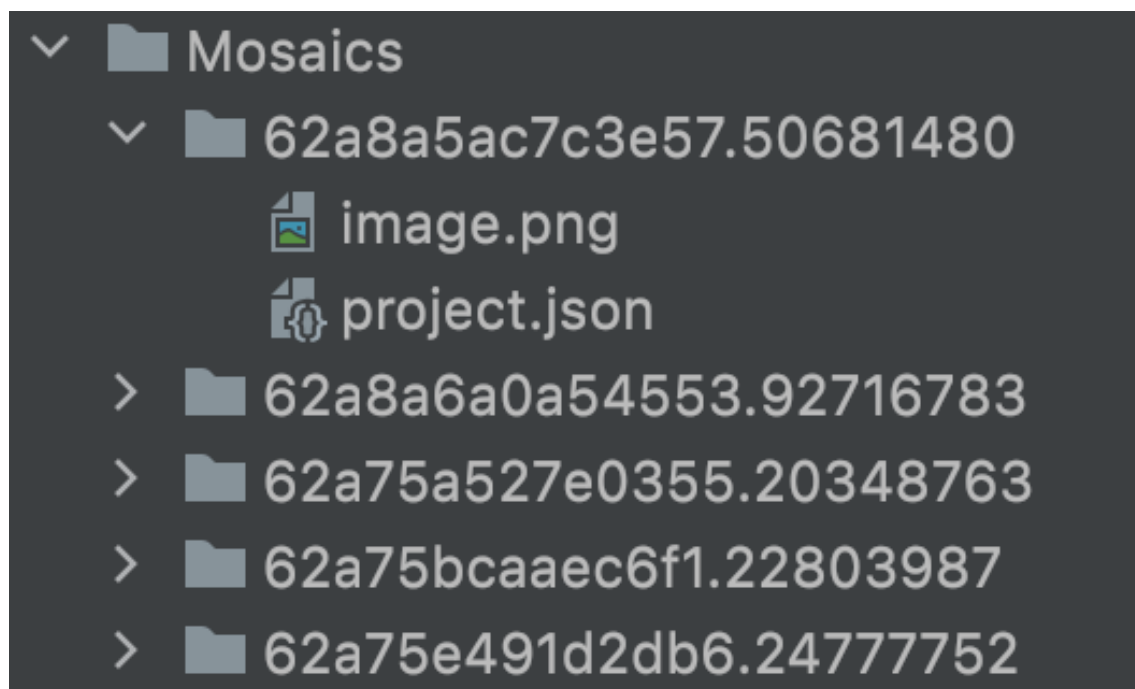 Mosaics
62a8a5ac7c3e57.50681480
image.png
project.json
62a8a6a0a54553.92716783
62a75a527e0355.20348763
62a75bcaaec6f1.22803987
62a75e491d2db6.24777752